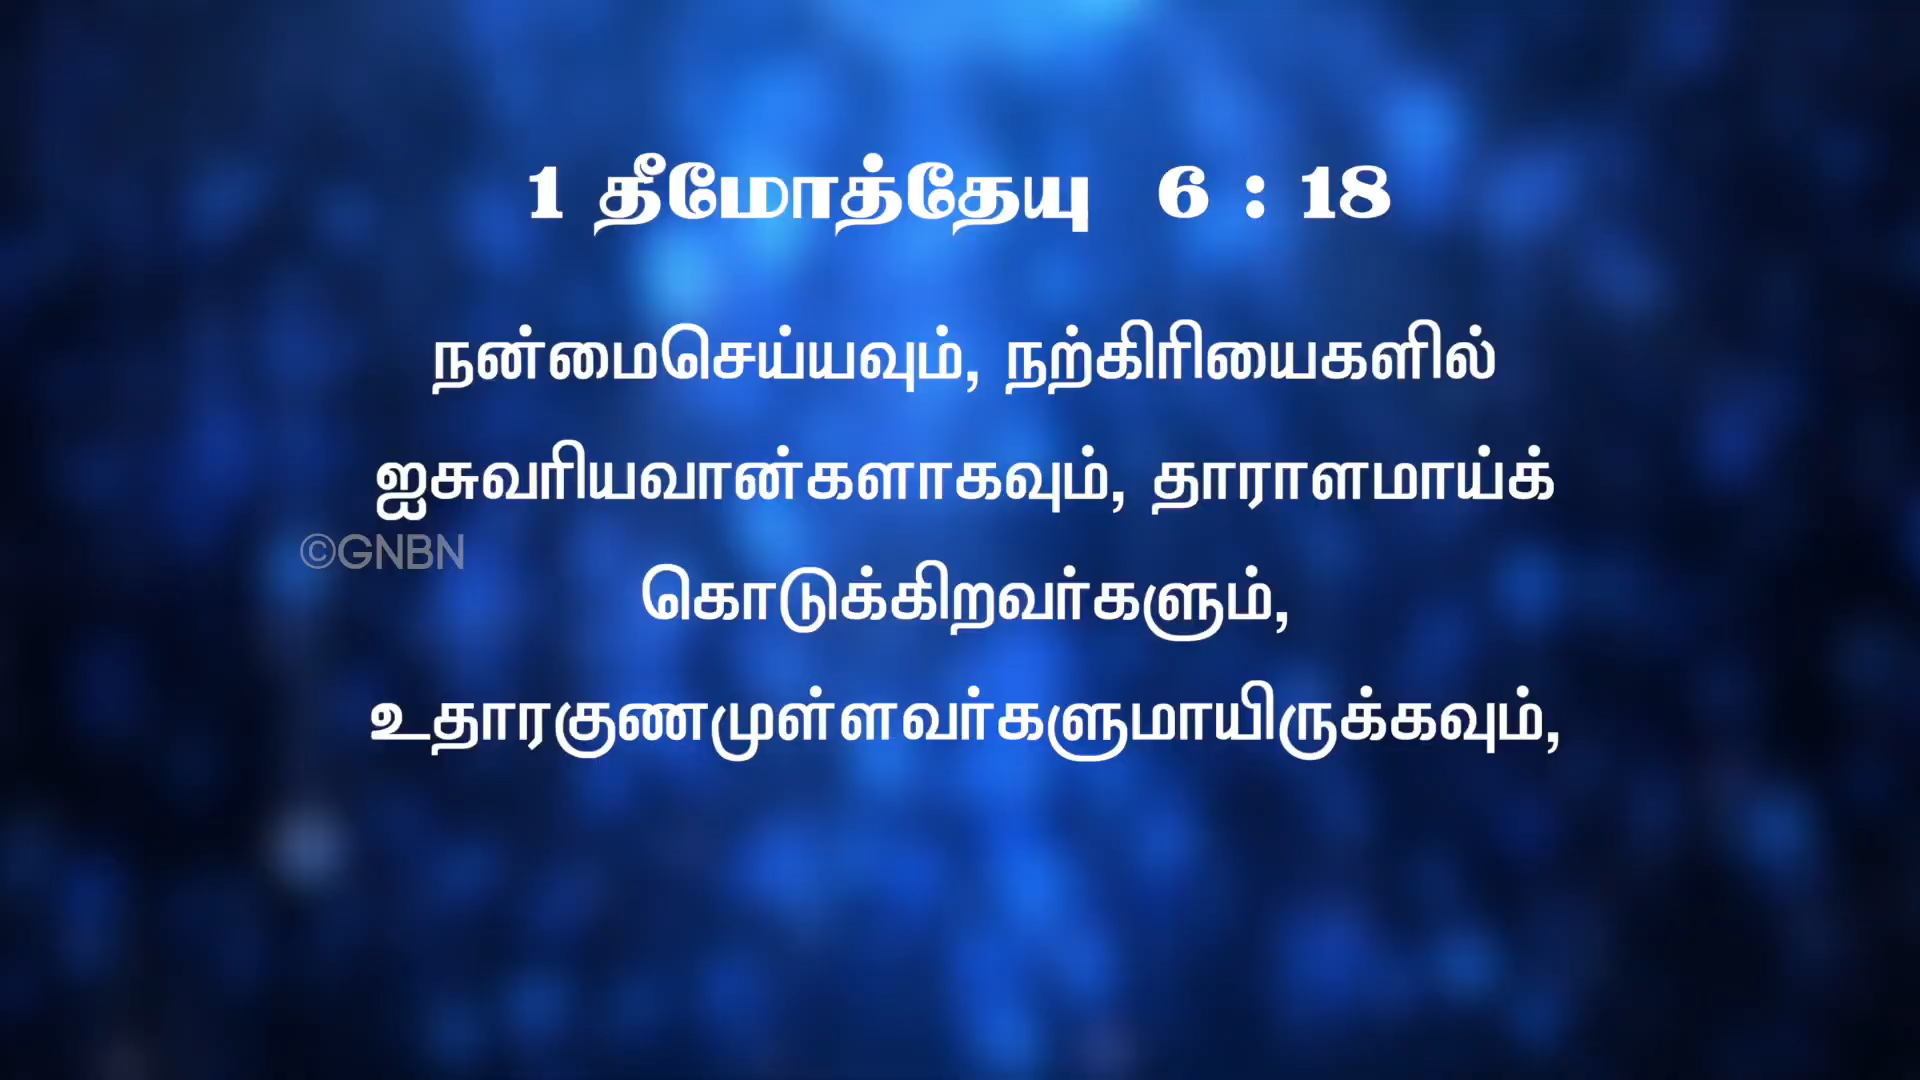 1 தீமோத்தேயு 6 : 18
நன்மைசெய்யவும், நற்கிரியைகளில்
ஐசுவரியவான்களாகவும், தாராளமாய்க்
©GNBN
கொடுக்கிறவர்களும்,
உதாரகுணமுள்ளவர்களுமாயிருக்கவும்,